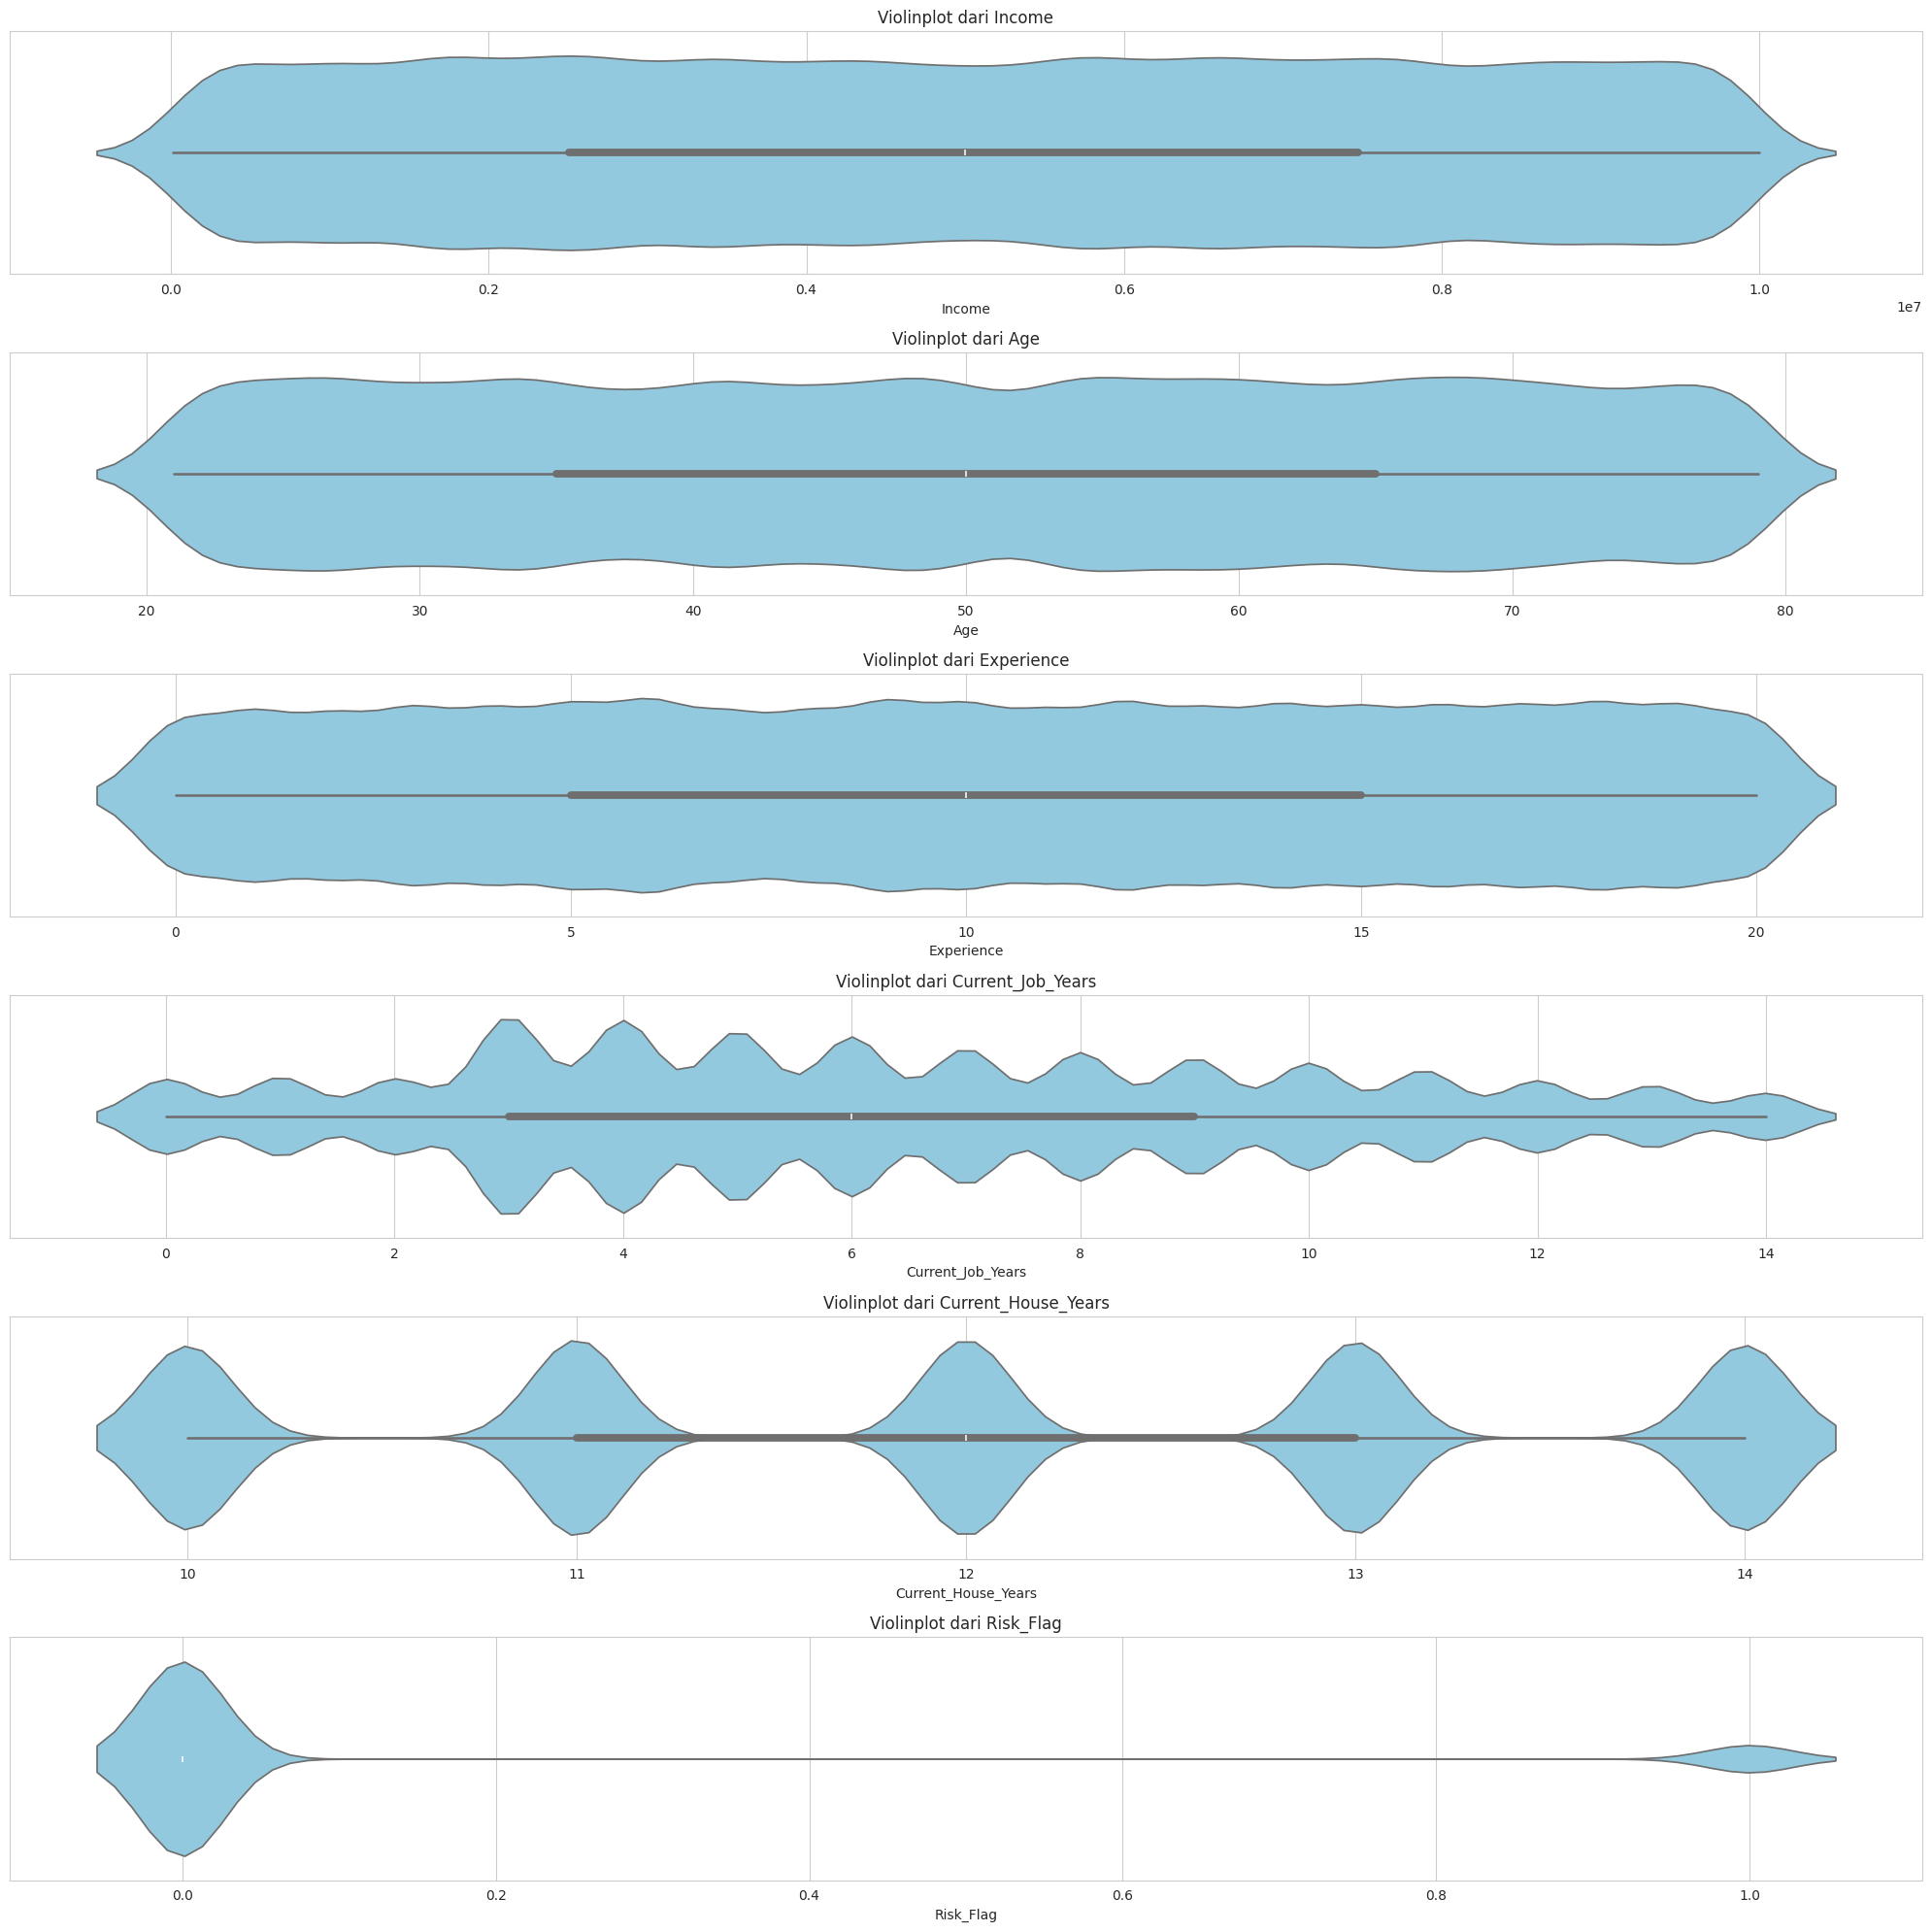 Violinplot dari Income
0.0 0.2 0.4 0.6 0.8 1.0
Income
1e7
Violinplot dari Age
20 30 40 50 60 70 80
Age
Violinplot dari Experience
0 5 10 15 20
Experience
Violinplot dari Current_Job_Years
0 2 4 6 8 10 12 14
Current_Job_Years
Violinplot dari Current_House_Years
10 11 12 13 14
Current_House_Years
Violinplot dari Risk_Flag
0.0 0.2 0.4 0.6 0.8 1.0
Risk_Flag